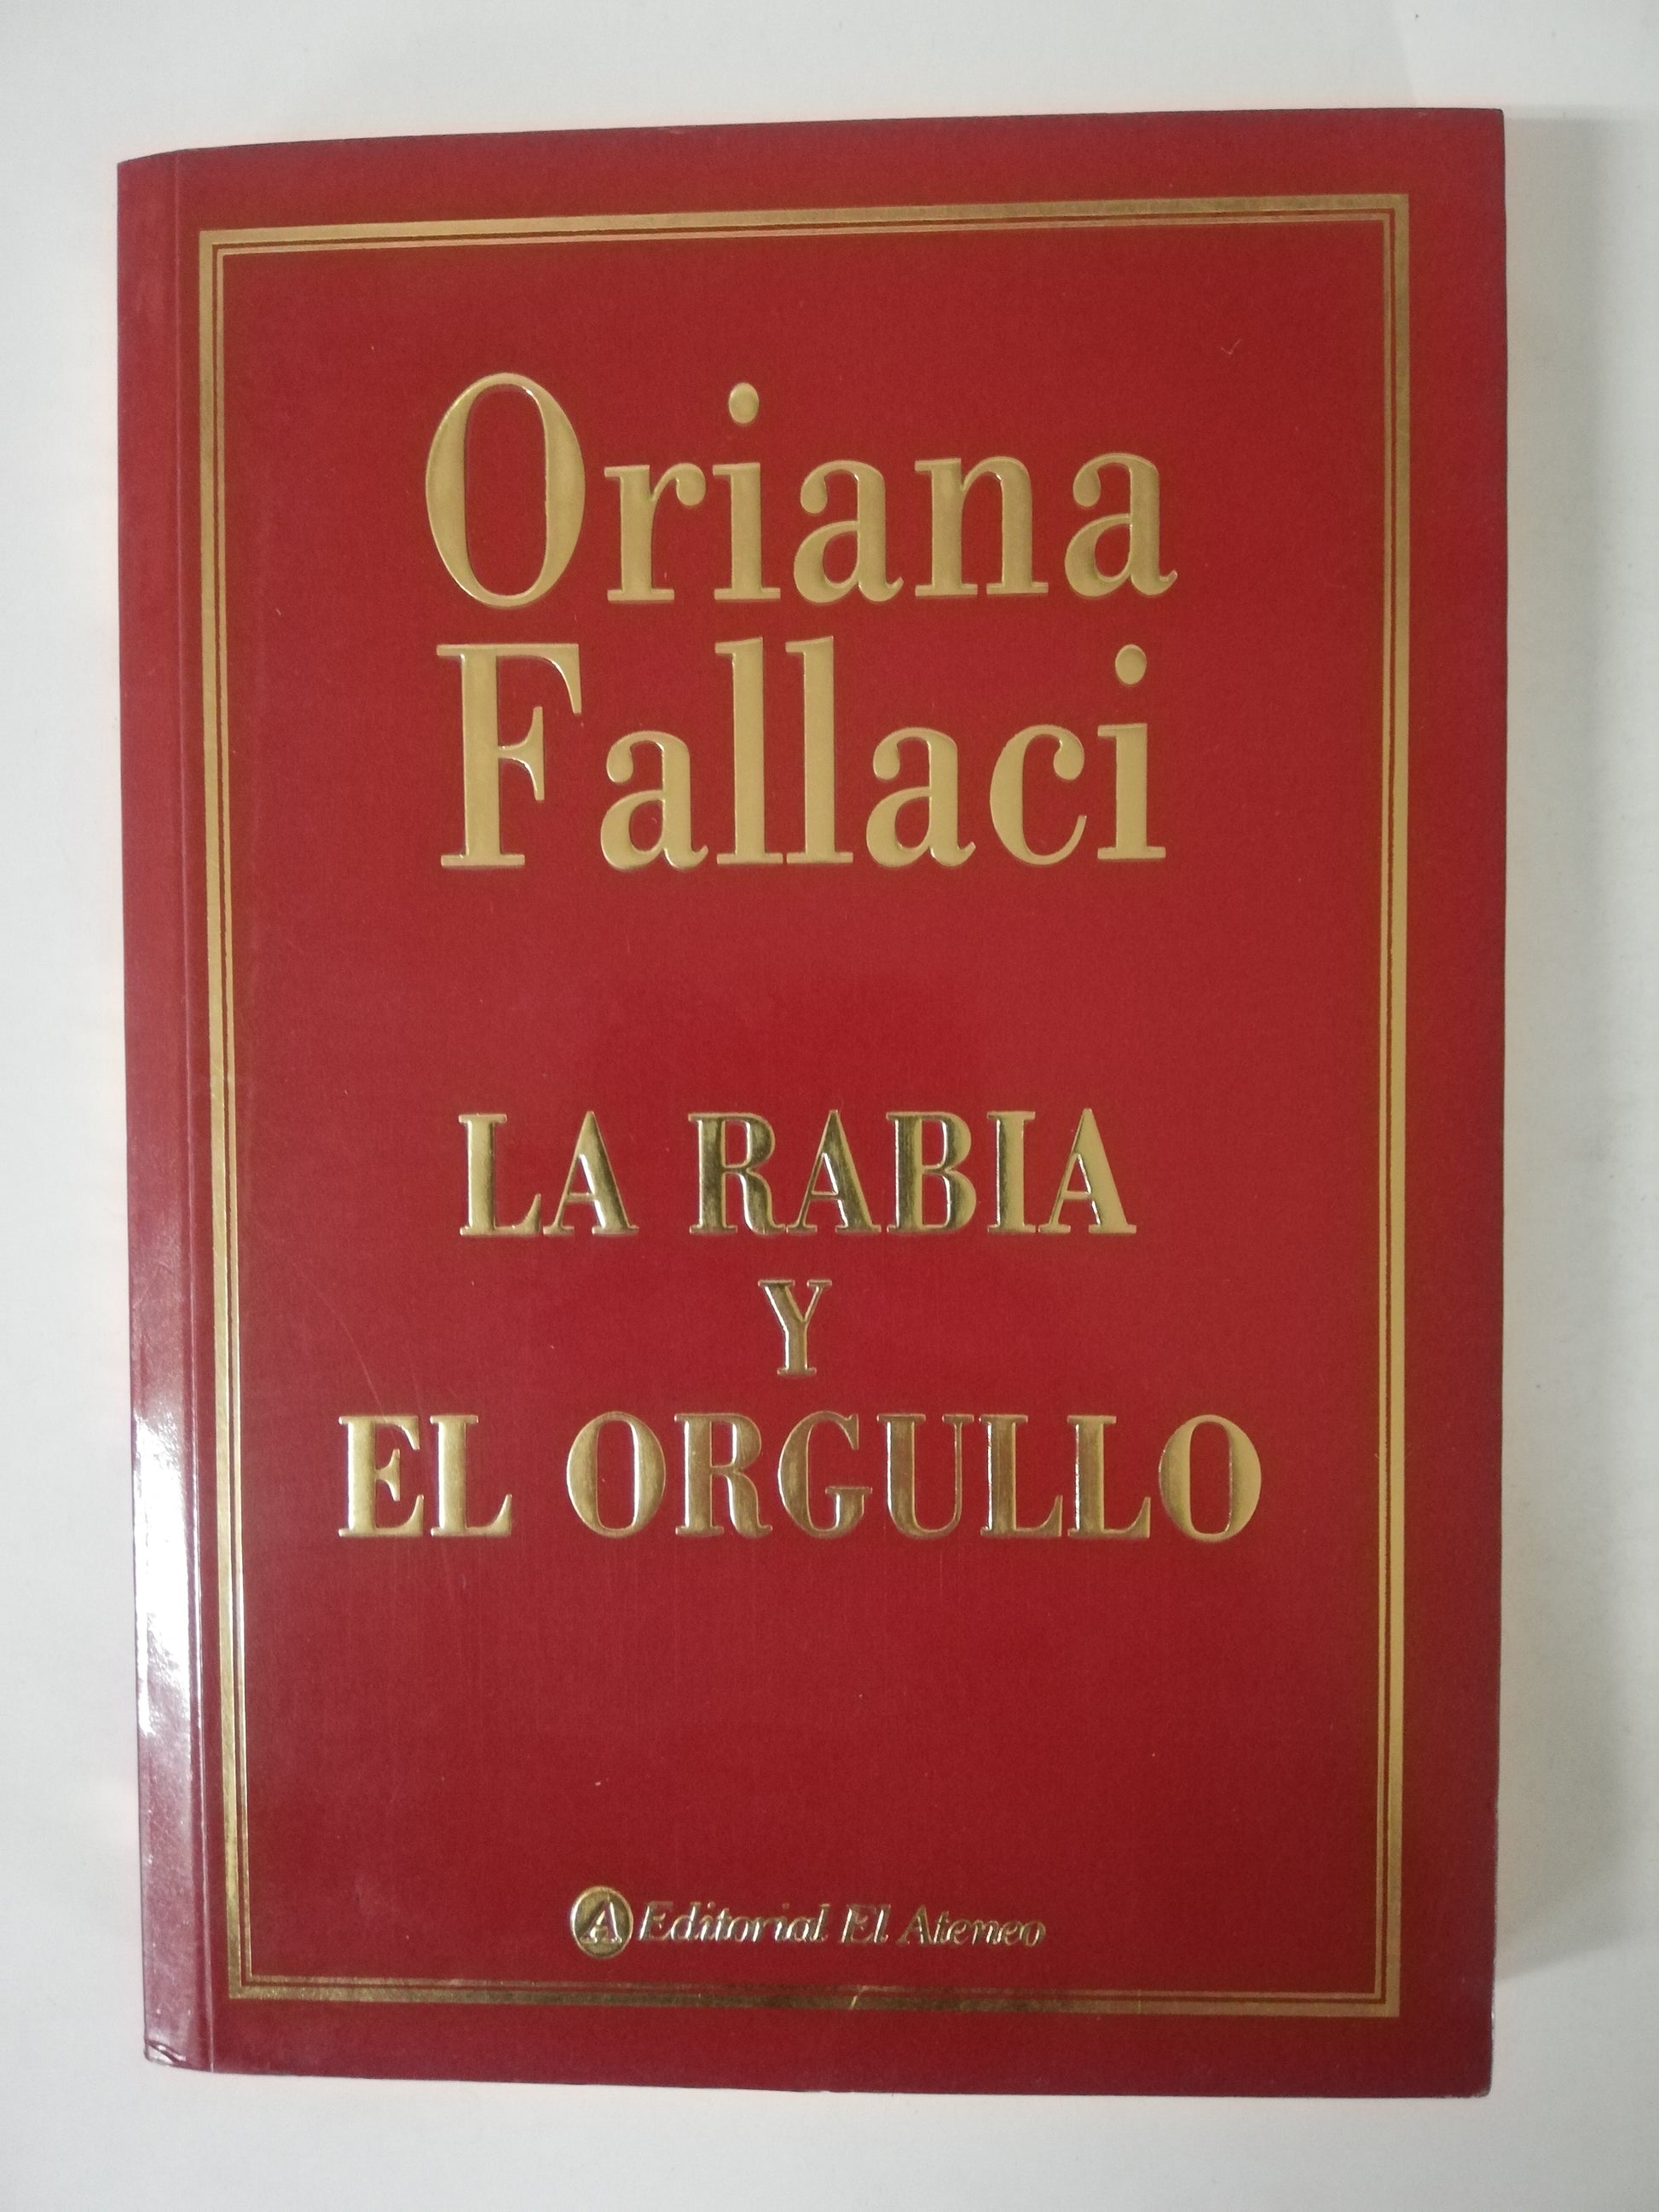 Oriana
Fallaci
LA RABIA
Y
EL ORGULLO
A Editorial El Ateneo